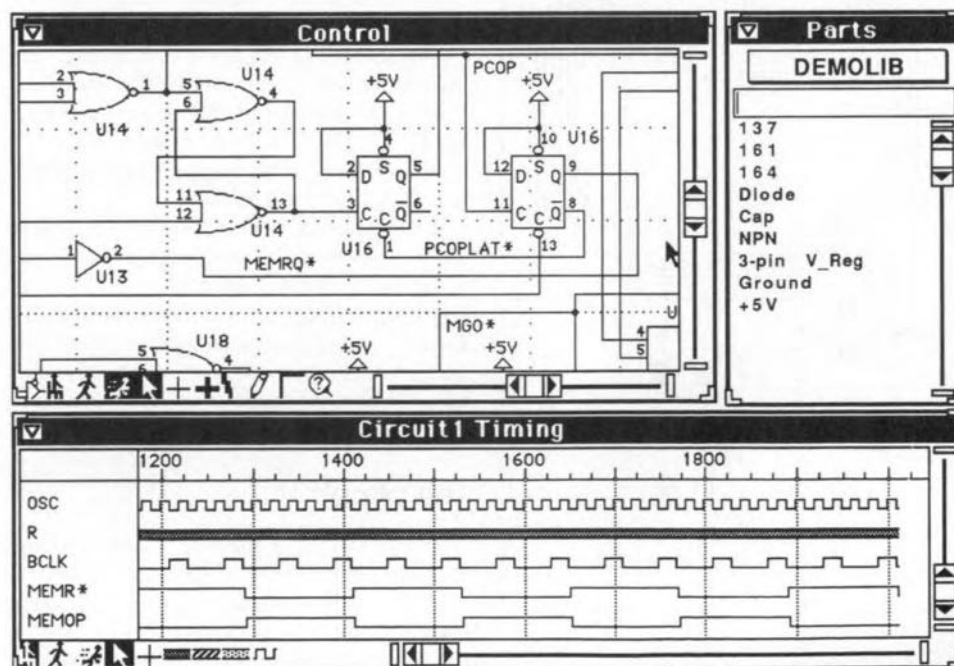 Control
2
3
1
U14
5
6
U14
4
+5V
PCOP
+5V
4
2
D
S
Q
5
3
C
C
Q
6
U16
1
10
U16
12
D
S
Q
9
11
C
C
Q
8
13
PCOPLAT*
11
12
13
U14
1
2
U13
MEMRQ*
MGO*
U
4
5
5
6
U18
4
+5V
+5V
Parts
DEMOLIB
137
161
164
Diode
Cap
NPN
3-pin V_Reg
Ground
+5V
Circuit1 Timing
1200 1400 1600 1800
OSC
R
BCLK
MEMR*
MEMOP